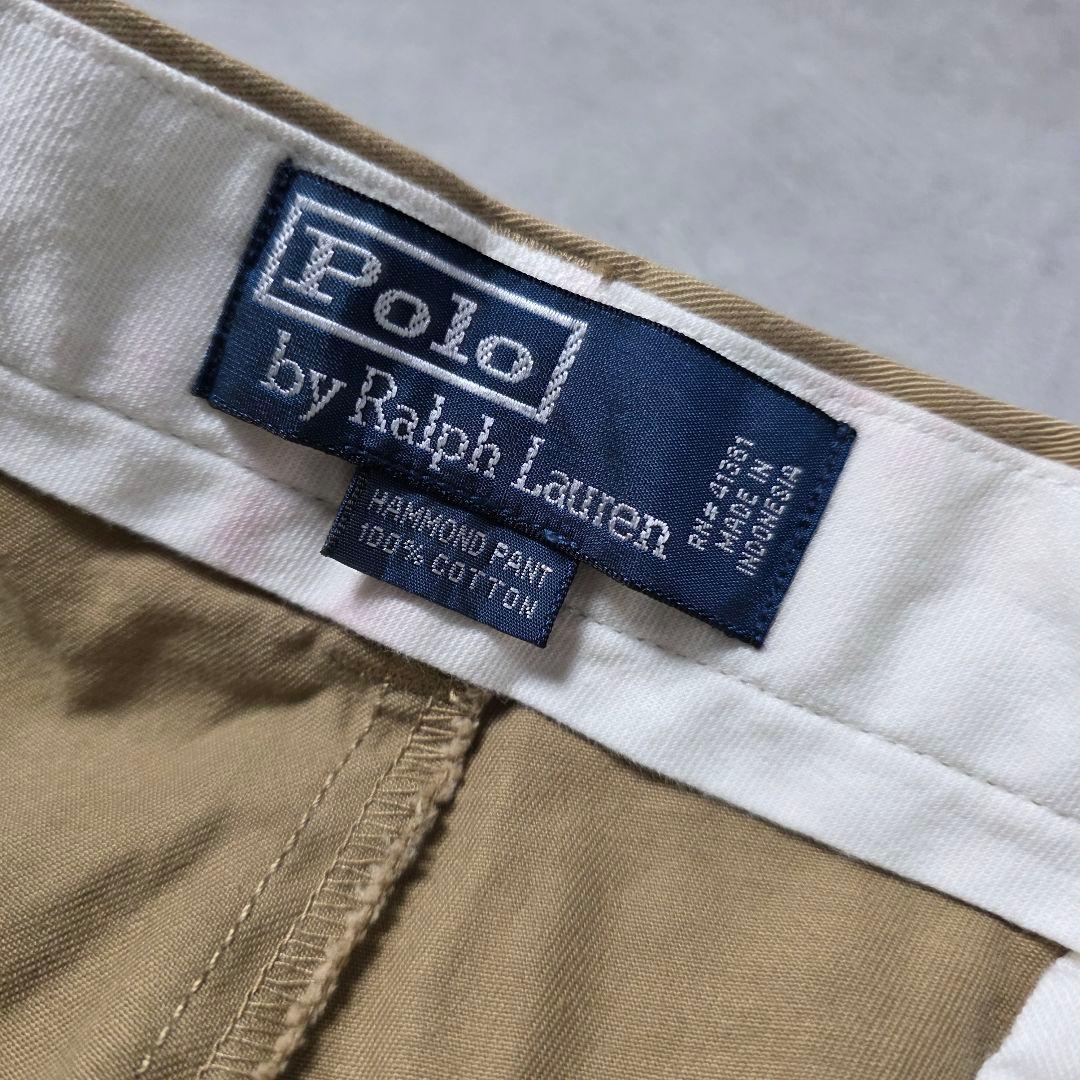 Polo
by Ralph Lauren
RN# 41381
MADE IN
INDONESIA
HAMMOND PANT
100% COTTON